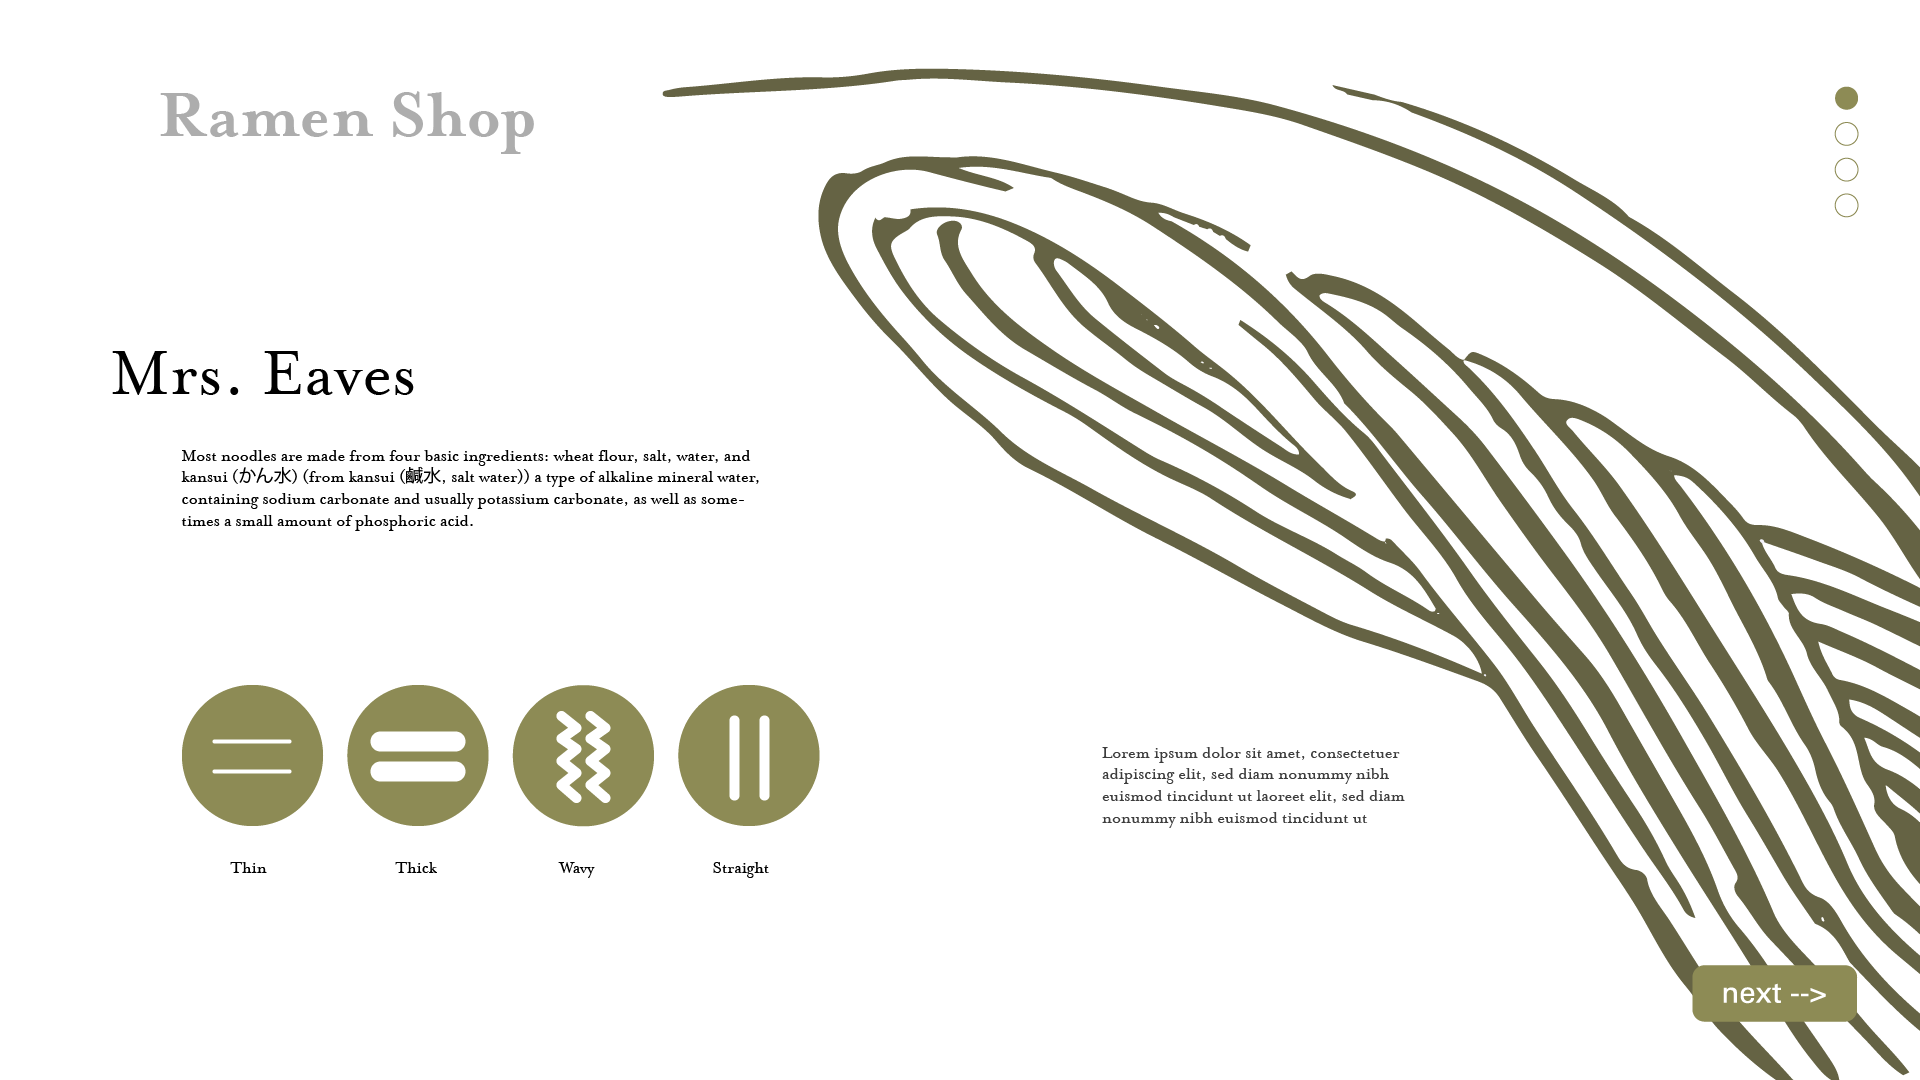 Ramen Shop
Mrs. Eaves
Most noodles are made from four basic ingredients: wheat flour, salt, water, and
kansui (かん水) (from kansui (鹹水, salt water)) a type of alkaline mineral water,
containing sodium carbonate and usually potassium carbonate, as well as some-
times a small amount of phosphoric acid.
Thin
Thick
Wavy
Straight
Lorem ipsum dolor sit amet, consectetuer
adipiscing elit, sed diam nonummy nibh
euismod tincidunt ut laoreet elit, sed diam
nonummy nibh euismod tincidunt ut
next -->